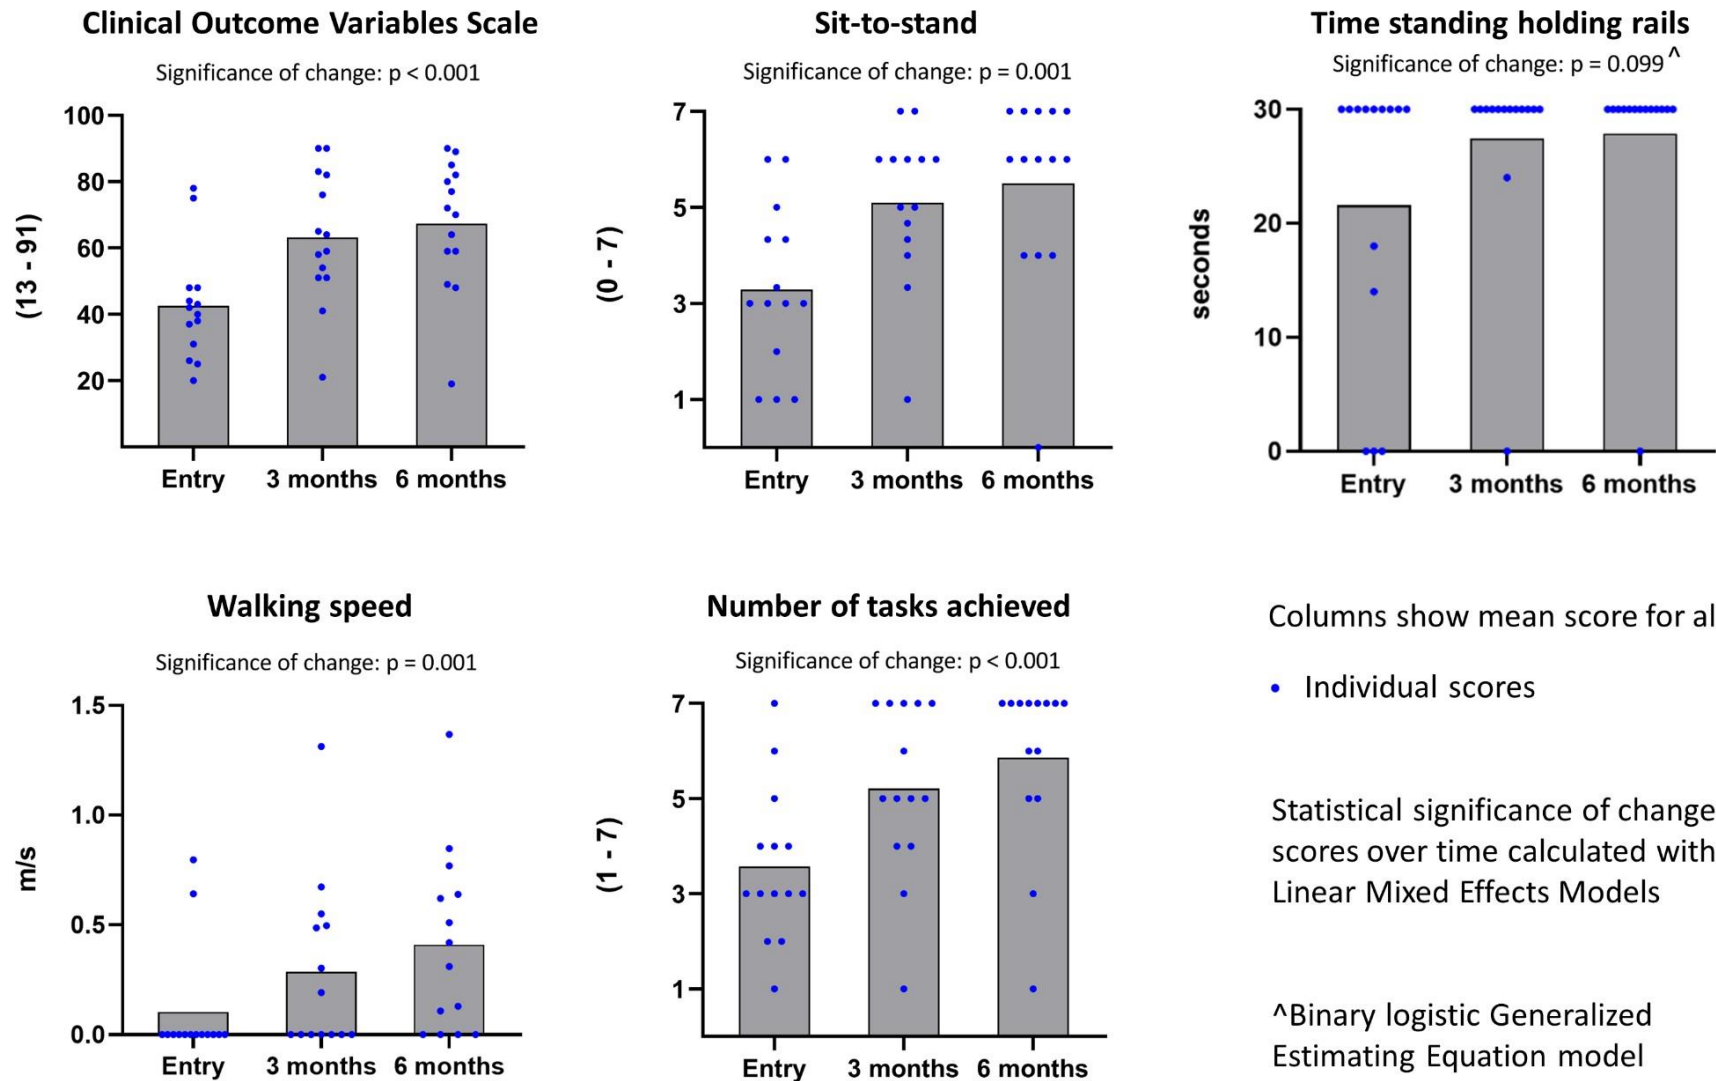 Clinical Outcome Variables Scale
Significance of change: p < 0.001
(13 - 91)
100
80
60
40
20
Entry 3 months 6 months
Sit-to-stand
Significance of change: p = 0.001
(0 - 7)
7
5
3
1
Entry 3 months 6 months
Time standing holding rails
Significance of change: p = 0.099^
seconds
30
20
10
0
Entry 3 months 6 months
Walking speed
Significance of change: p = 0.001
m/s
1.5
1.0
0.5
0.0
Entry 3 months 6 months
Number of tasks achieved
Significance of change: p < 0.001
(1 - 7)
7
5
3
1
Entry 3 months 6 months
Columns show mean score for al
Individual scores
Statistical significance of change
scores over time calculated with
Linear Mixed Effects Models
^Binary logistic Generalized
Estimating Equation model